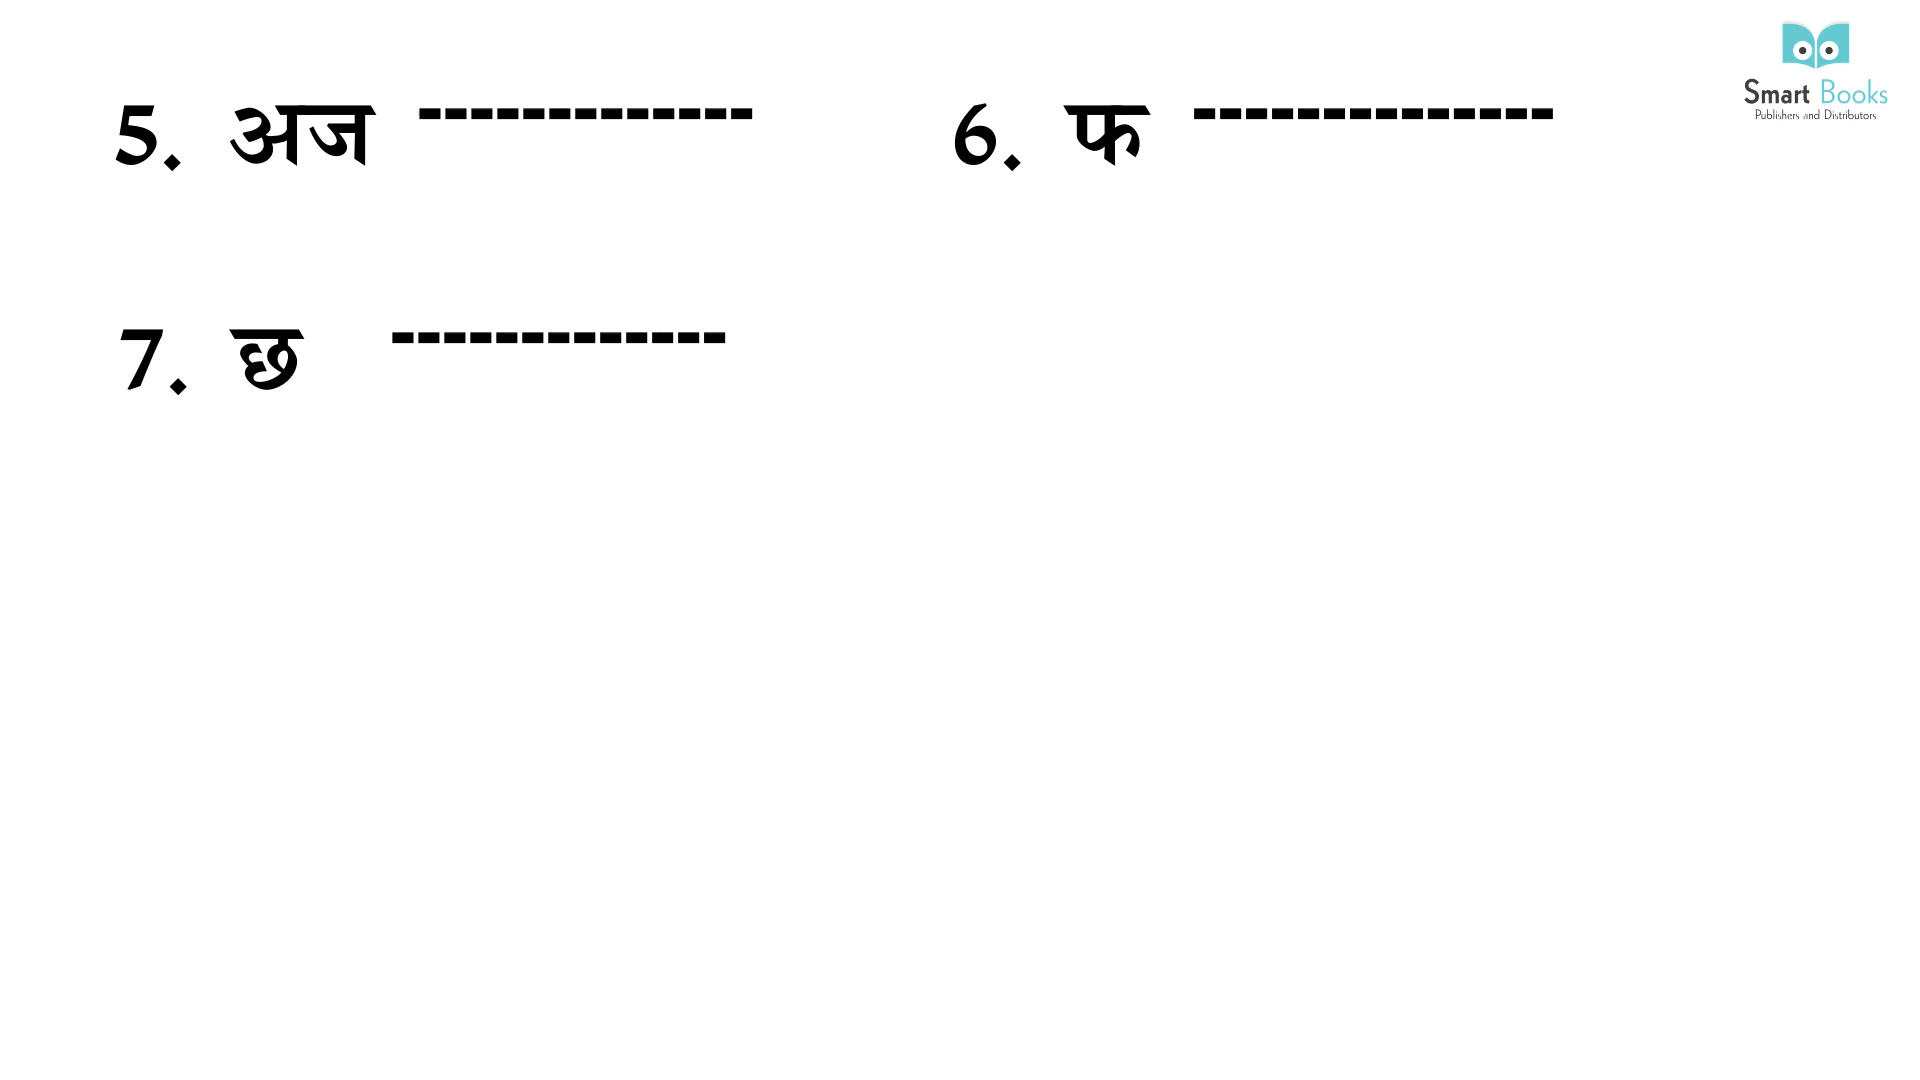 Smart Books
Publishers and Distributors
5. अज ------------- 6. फ --------------
7. छ -------------